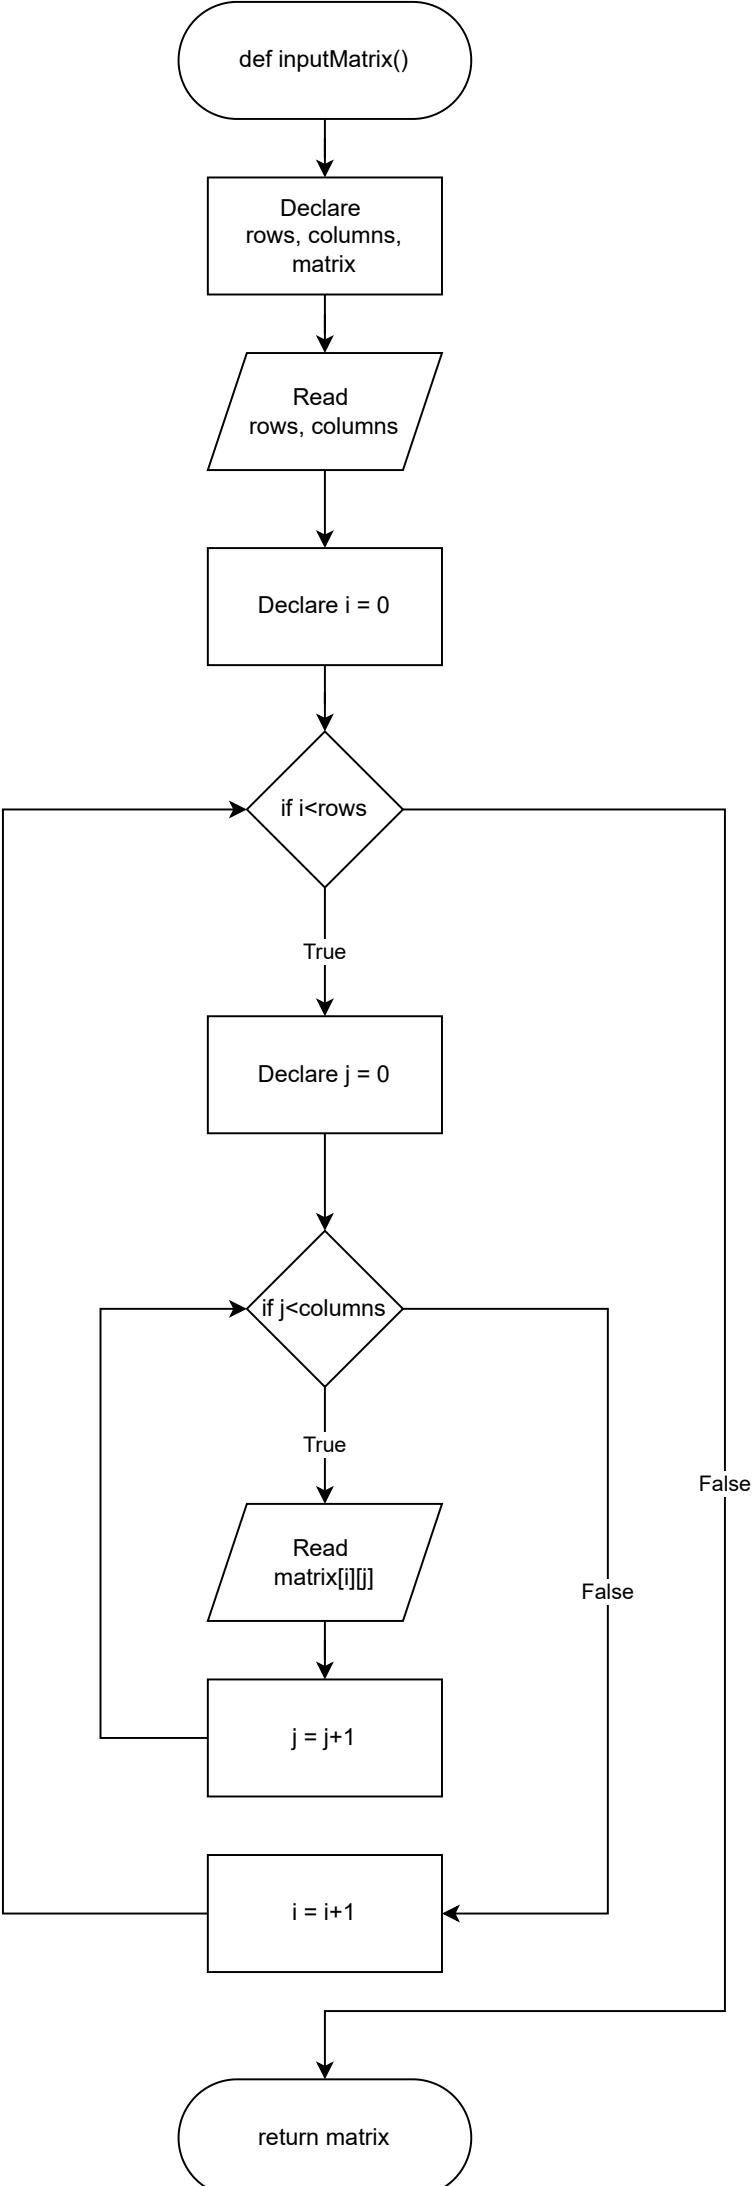 def inputMatrix()
Declare
rows, columns,
matrix
Read
rows, columns
Declare i = 0
if i<rows
True
Declare j = 0
if j<columns
True
False
Read
matrix[i][j]
False
j = j+1
i = i+1
return matrix